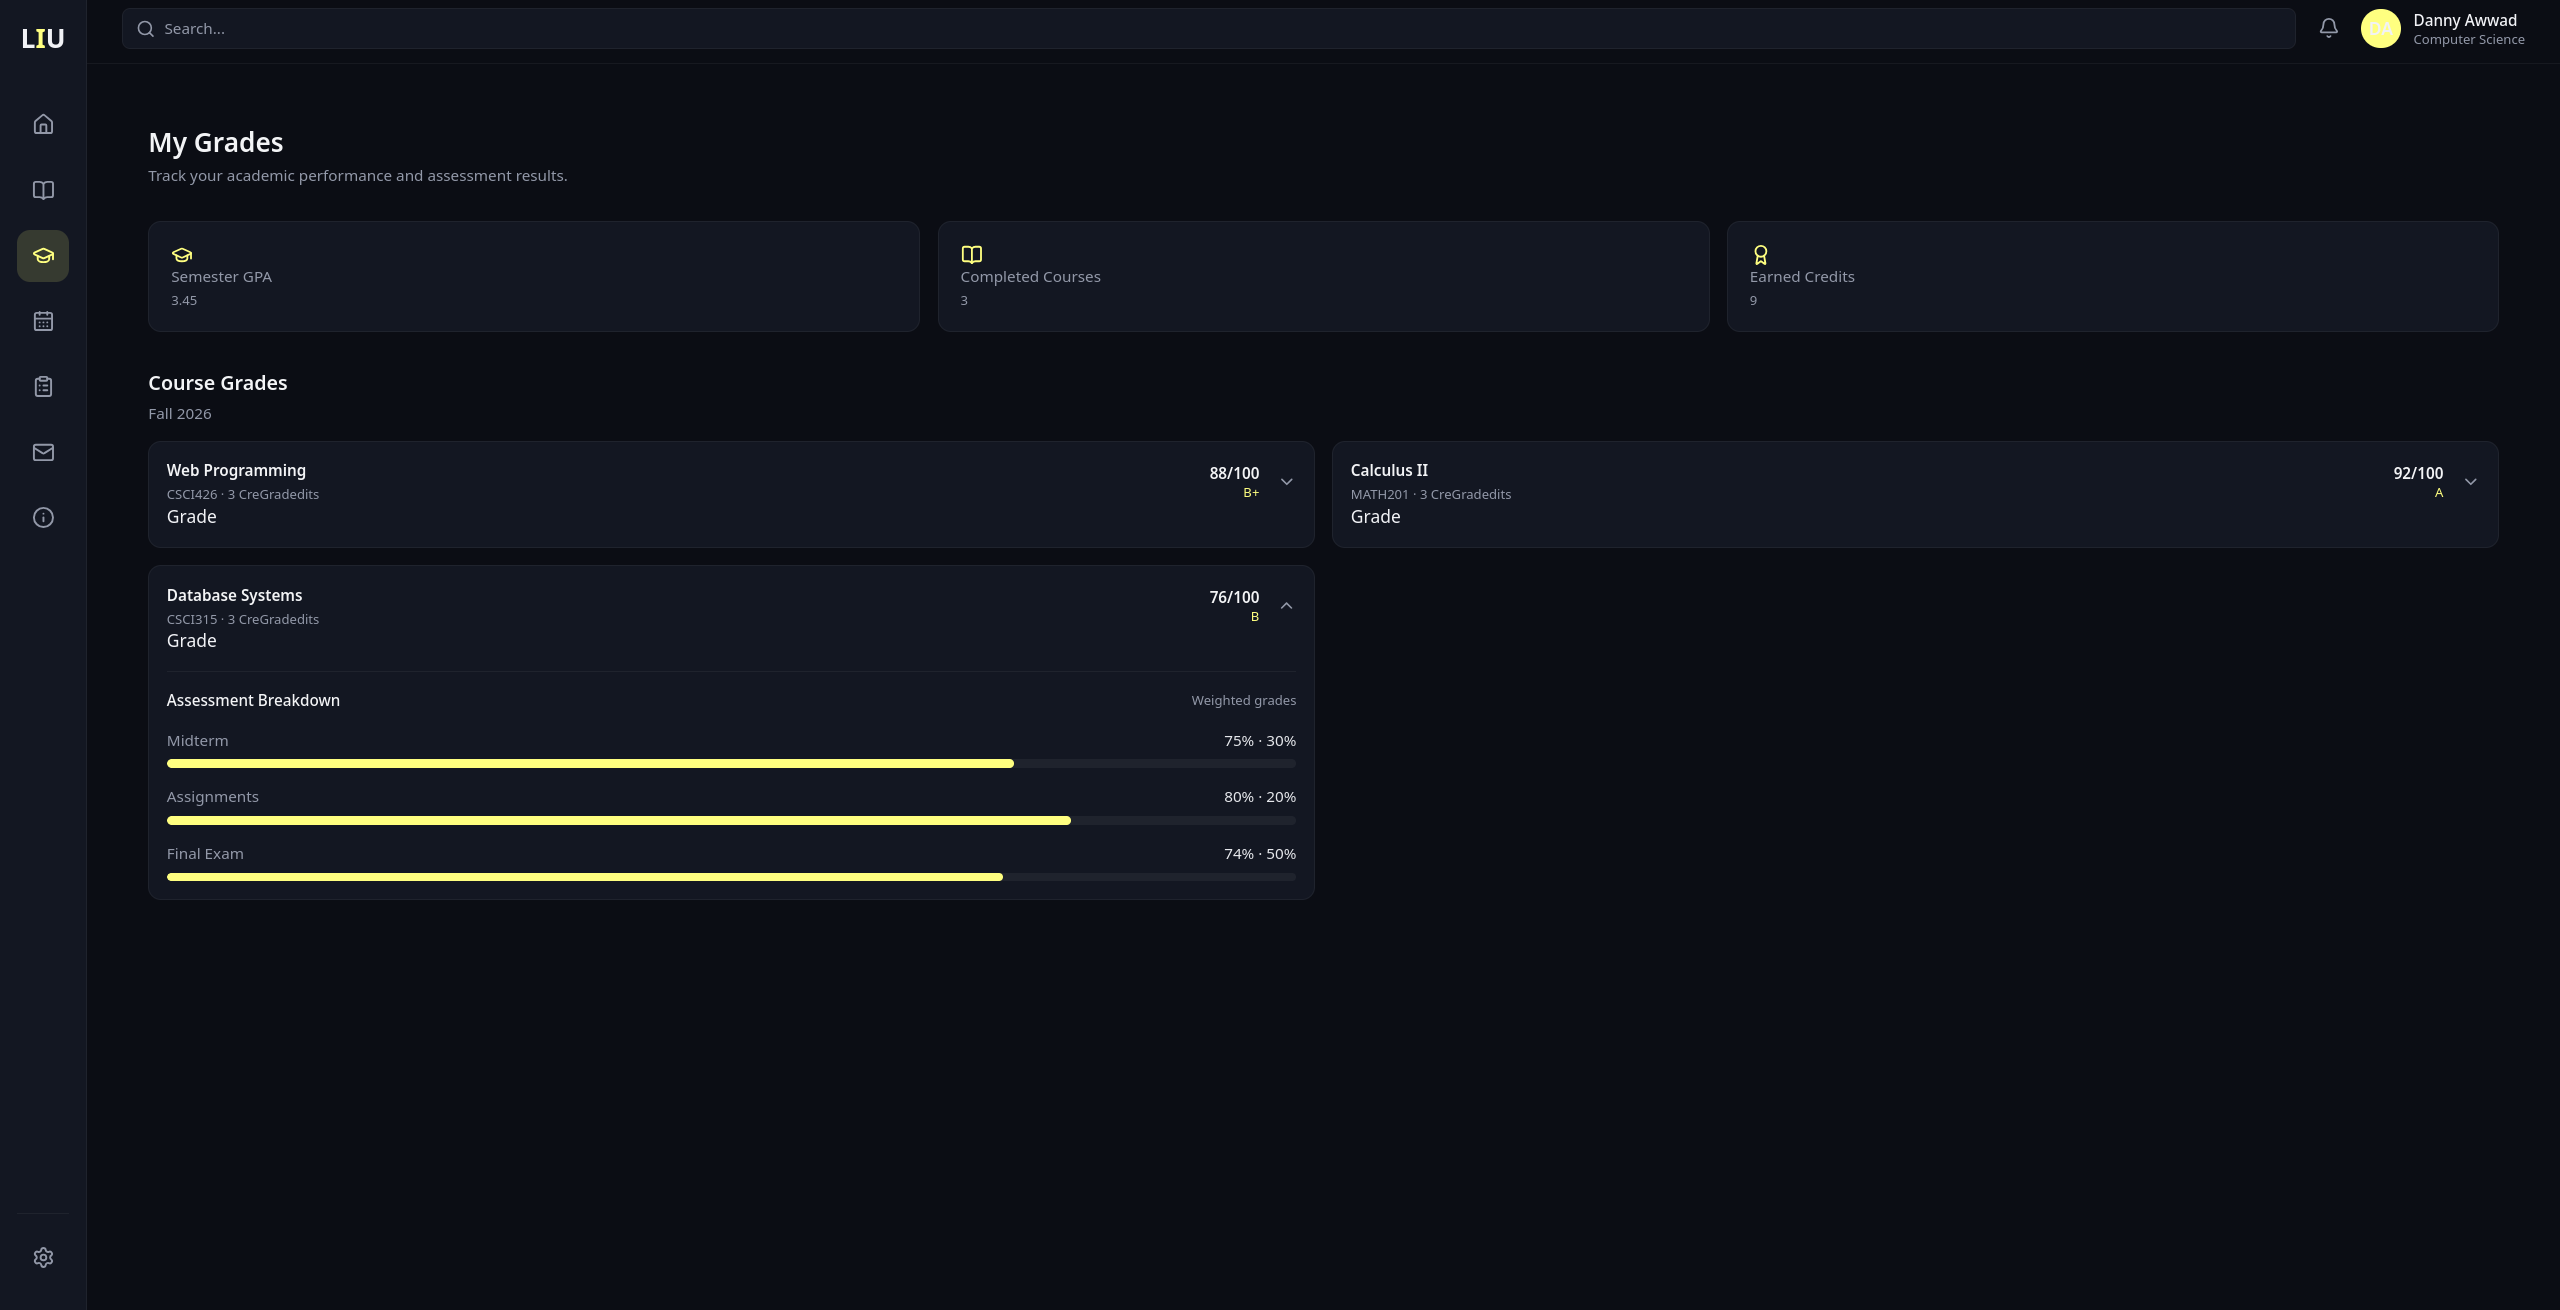 LIU
Search...
Danny Awwad
Computer Science
My Grades
Track your academic performance and assessment results.
Semester GPA
3.45
Completed Courses
3
Earned Credits
9
Course Grades
Fall 2026
Web Programming
CSCI426 · 3 CreGradedits
Grade
88/100
B+
Calculus II
MATH201 · 3 CreGradedits
Grade
92/100
A
Database Systems
CSCI315 · 3 CreGradedits
Grade
76/100
B
Assessment Breakdown
Weighted grades
Midterm
75% · 30%
Assignments
80% · 20%
Final Exam
74% · 50%